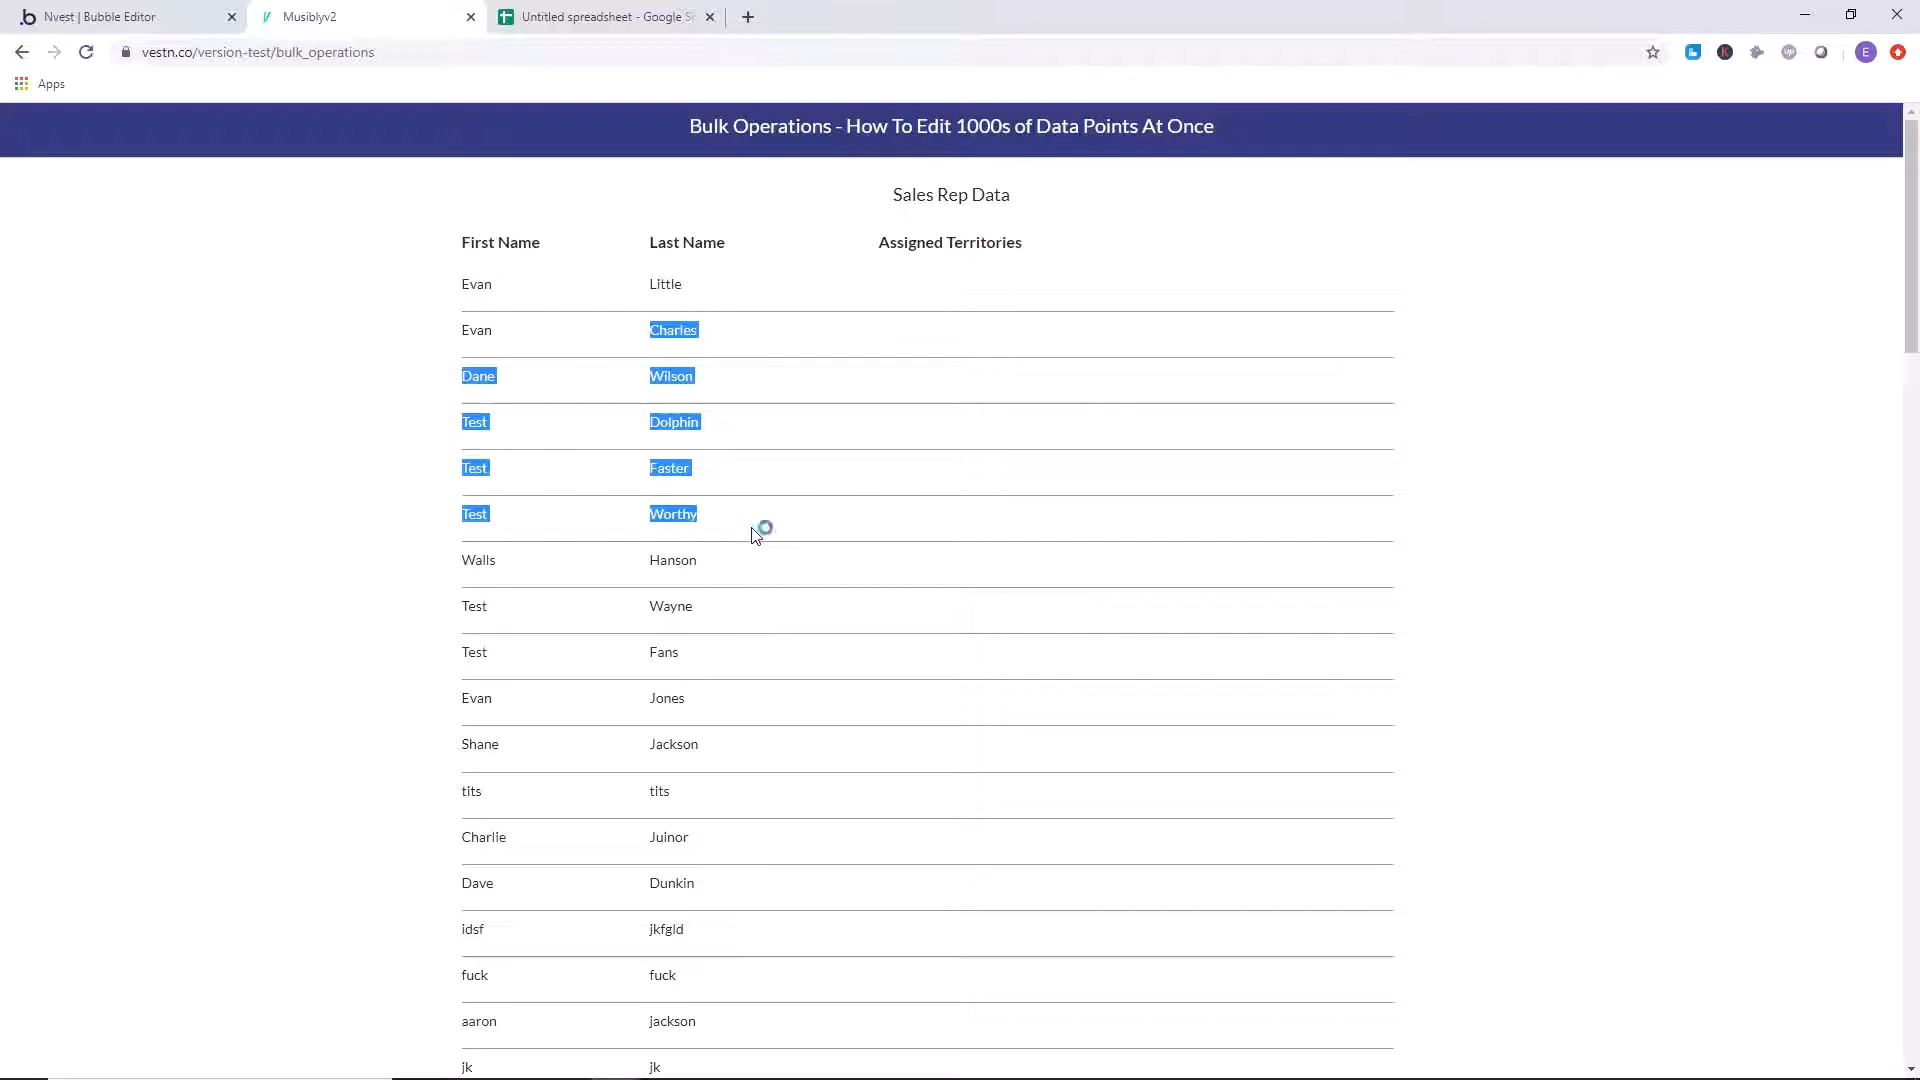 Nvest | Bubble Editor
Musiblyv2
Untitled spreadsheet - Google S
vestn.co/version-test/bulk_operations
E
Apps
Bulk Operations - How To Edit 1000s of Data Points At Once
Sales Rep Data
First Name Last Name Assigned Territories
Evan Little
Evan Charles
Dane Wilson
Test Dolphin
Test Faster
Test Worthy
Walls Hanson
Test Wayne
Test Fans
Evan Jones
Shane Jackson
tits tits
Charlie Juinor
Dave Dunkin
idsf jkfgld
fuck fuck
aaron jackson
jk jk